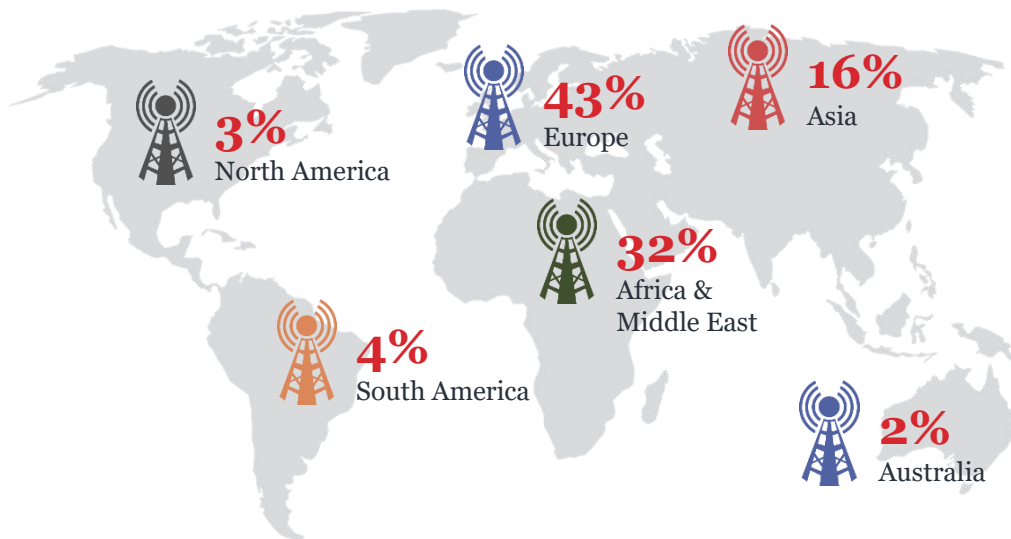 3%
North America
43%
Europe
16%
Asia
32%
Africa &
Middle East
4%
South America
2%
Australia